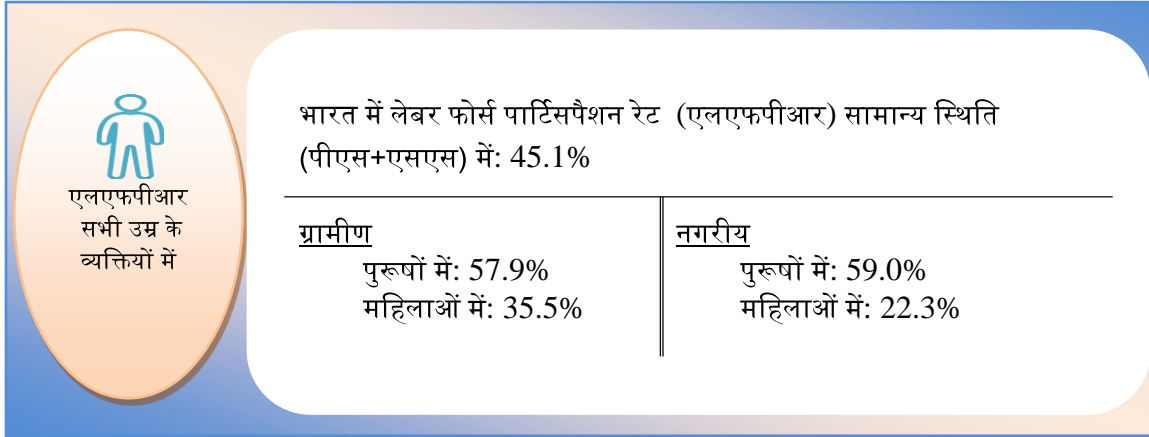 एलएफपीआर
सभी उम्र के
व्यक्तियों में
भारत में लेबर फोर्स पार्टिसपैशन रेट (एलएफपीआर) सामान्य स्थिति
(पीएस+एसएस) में: 45.1%
ग्रामीण
पुरूषों में: 57.9%
महिलाओं में: 35.5%
नगरीय
पुरूषों में: 59.0%
महिलाओं में: 22.3%